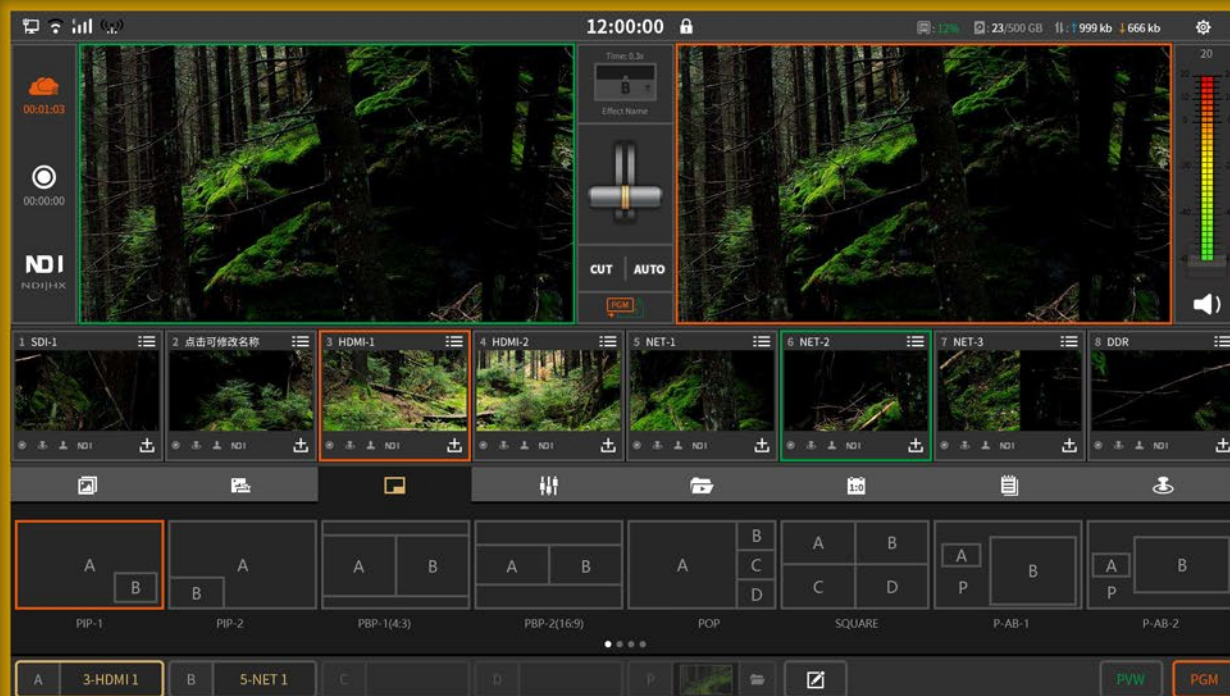 12:00:00
: 12%
: 23/500 GB
: ↑ 999 kb ↓ 666 kb
00:01:03
00:00:00
NDI
NDI|HX
Time: 0.3s
B
Effect Name
CUT
AUTO
PGM
20
1 SDI-1
2 点击可修改名称
3 HDMI-1
4 HDMI-2
5 NET-1
6 NET-2
7 NET-3
8 DDR
NDI
NDI
NDI
NDI
NDI
NDI
NDI
NDI
1:0
A
B
PIP-1
A
B
PIP-2
A
B
PBP-1(4:3)
A
B
PBP-2(16:9)
A
B
C
D
POP
A
B
C
D
SQUARE
A
P
B
P-AB-1
A
P
B
P-AB-2
A
3-HDMI 1
B
5-NET 1
C
D
P
PVW
PGM